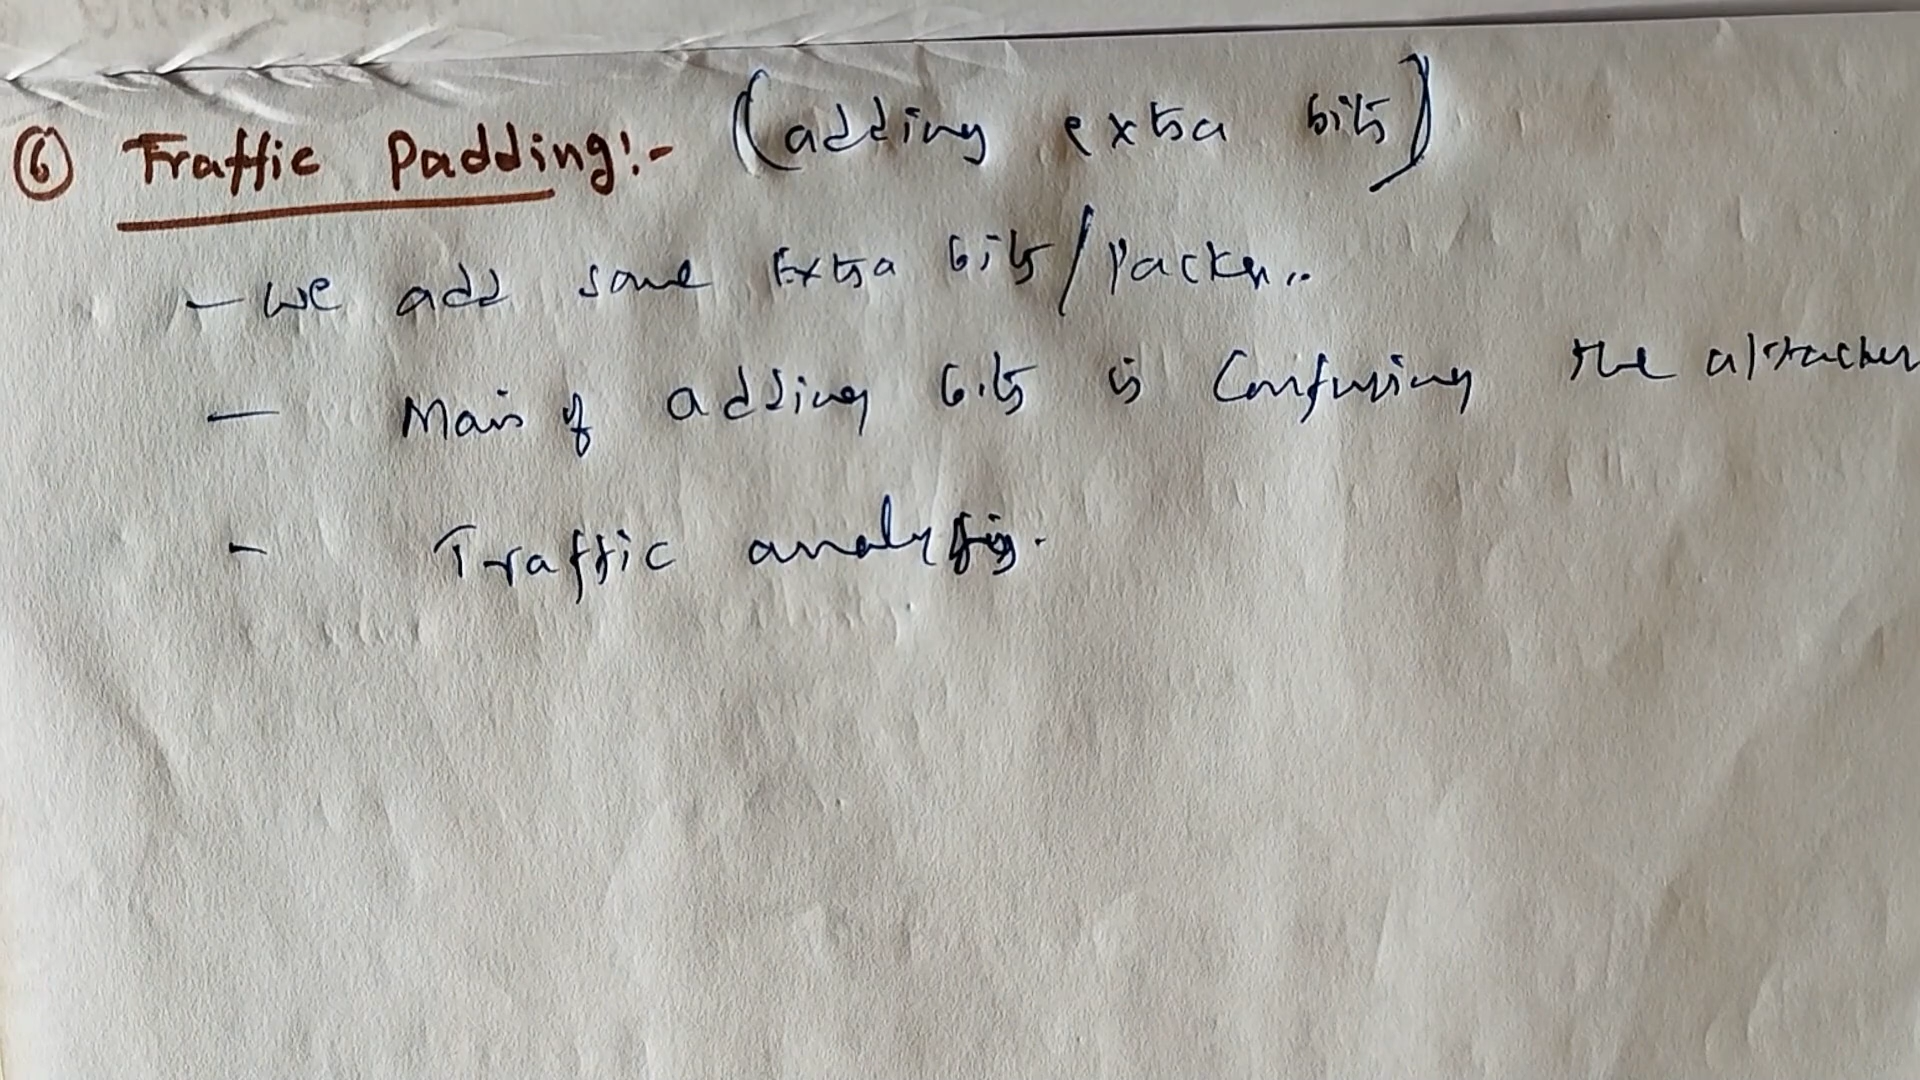 ⑥ Traffic Padding:- (adding extra bits)
- we add some Extra bits/Packe..
- Main of adding bits is Confusing the attacker
- Traffic analysis.